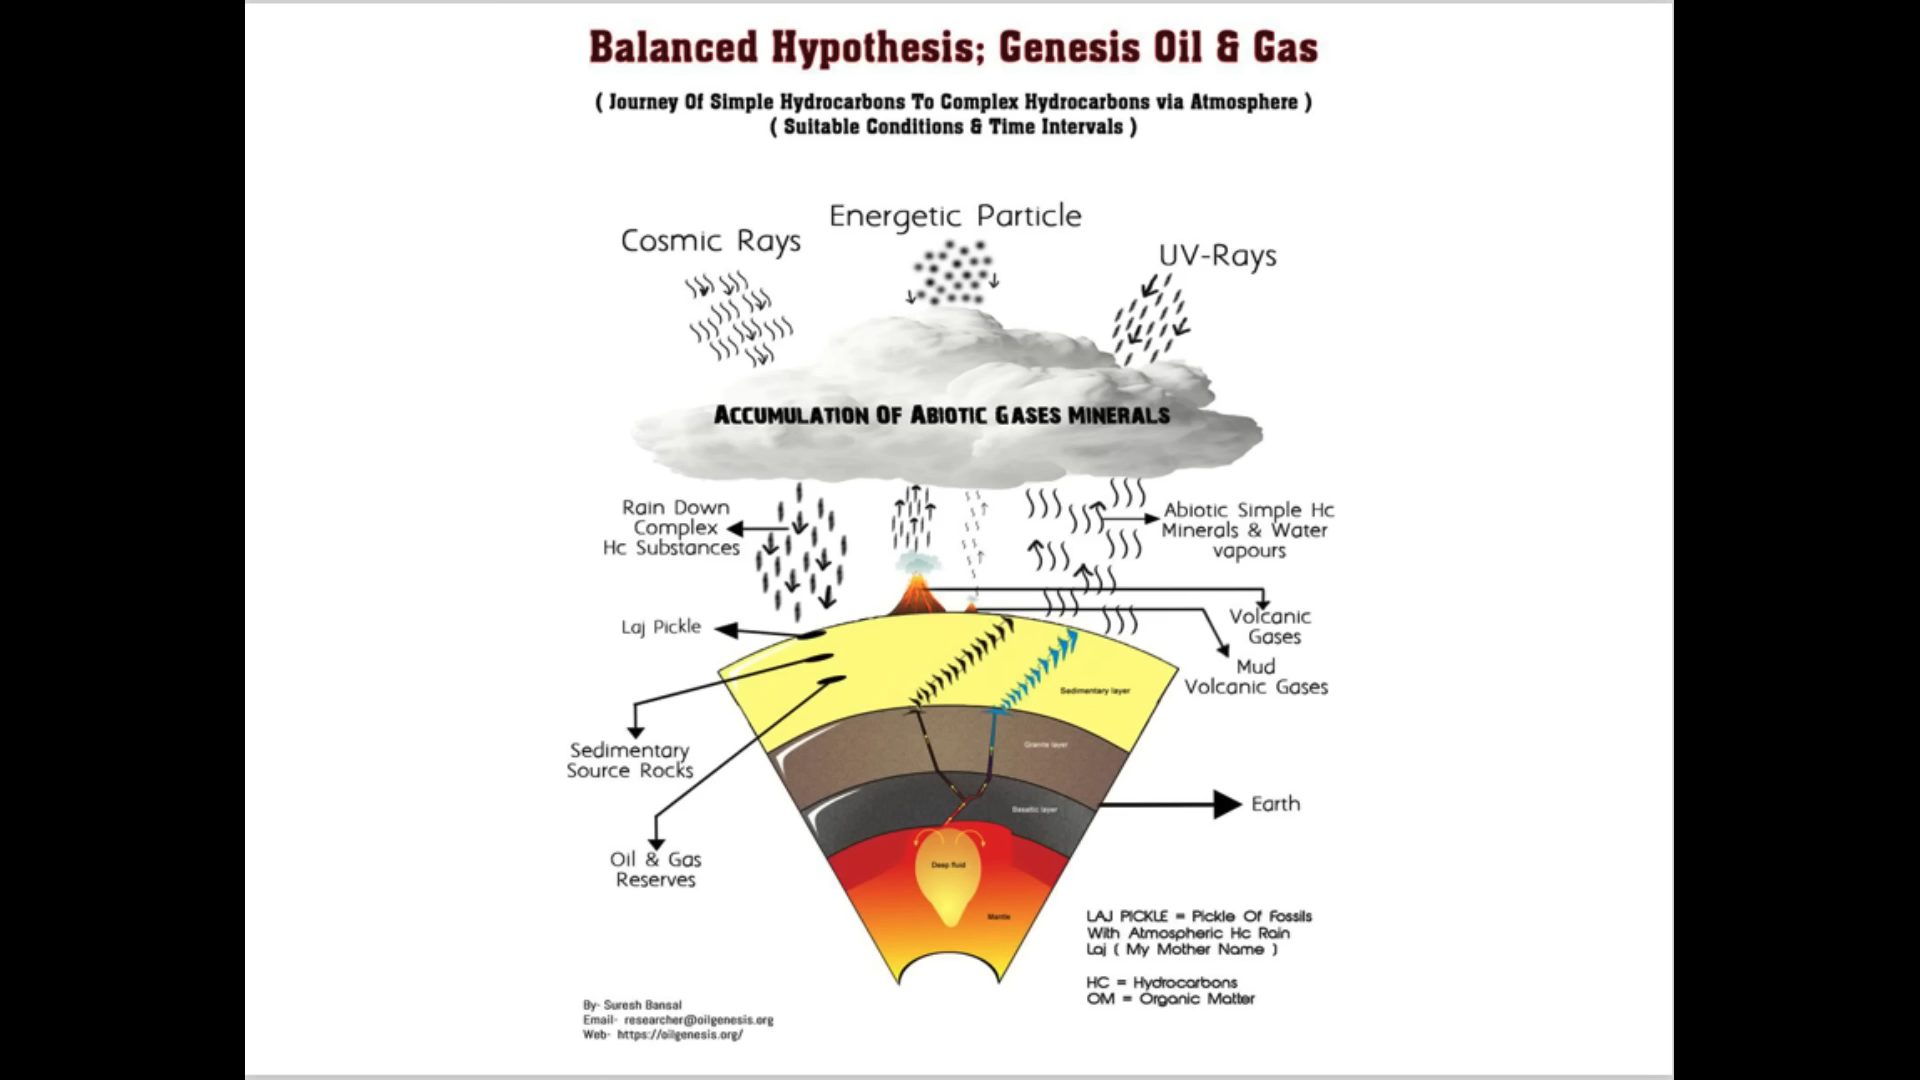 Balanced Hypothesis; Genesis Oil & Gas
( Journey Of Simple Hydrocarbons To Complex Hydrocarbons via Atmosphere )
( Suitable Conditions & Time Intervals )
Energetic Particle
Cosmic Rays
UV-Rays
Accumulation Of Abiotic Gases Minerals
Rain Down
Complex
Hc Substances
Abiotic Simple Hc
Minerals & Water
vapours
Laj Pickle
Volcanic
Gases
Mud
Volcanic Gases
Sedimentary layer
Sedimentary
Source Rocks
Granite layer
Basaltic layer
Earth
Oil & Gas
Reserves
Deep fluid
Mantle
LAJ PICKLE = Pickle Of Fossils
With Atmospheric Hc Rain
Laj ( My Mother Name )
HC = Hydrocarbons
OM = Organic Matter
By- Suresh Bansal
Email- researcher@oilgenesis.org
Web- https://oilgenesis.org/